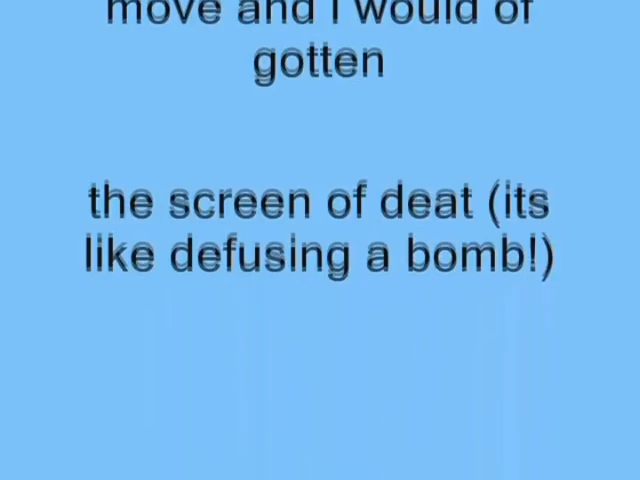 move and I would of
gotten
the screen of deat (its
like defusing a bomb!)